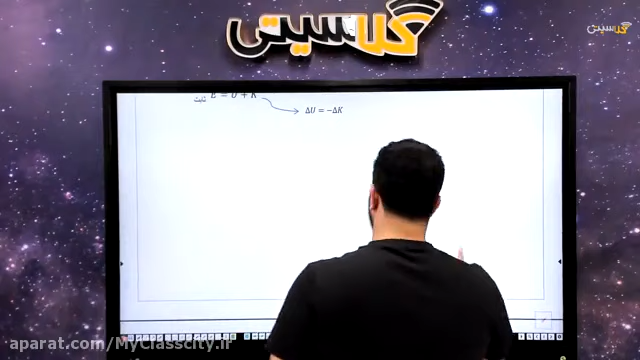 کلاسیتی
کلاسیتی
ثابت E = U + K
ΔU = −ΔK
aparat.com/MyClasscity.ir